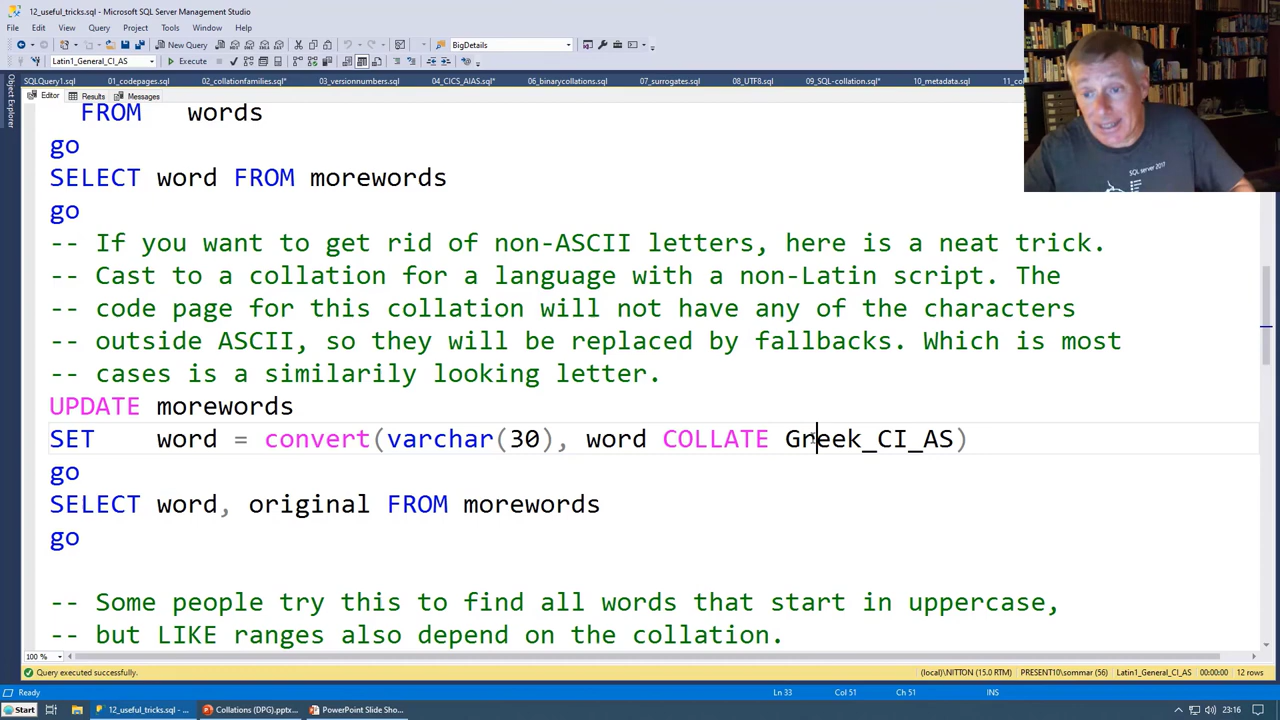 12_useful_tricks.sql - Microsoft SQL Server Management Studio
File Edit View Query Project Tools Window Help
New Query
BigDetails
Latin1_General_CI_AS
Execute
SQLQuery1.sql 01_codepages.sql 02_collationfamilies.sql* 03_versionnumbers.sql 04_CICS_AIAS.sql* 06_binarycollations.sql 07_surrogates.sql 08_UTF8.sql 09_SQL-collation.sql* 10_metadata.sql 11_co
Object Explorer
Editor Results Messages
SQL server 2017
FROM words
go
SELECT word FROM morewords
go
-- If you want to get rid of non-ASCII letters, here is a neat trick.
-- Cast to a collation for a language with a non-Latin script. The
-- code page for this collation will not have any of the characters
-- outside ASCII, so they will be replaced by fallbacks. Which is most
-- cases is a similarily looking letter.
UPDATE morewords
SET word = convert(varchar(30), word COLLATE Greek_CI_AS)
go
SELECT word, original FROM morewords
go
-- Some people try this to find all words that start in uppercase,
-- but LIKE ranges also depend on the collation.
100 %
Query executed successfully. (local)\NITTON (15.0 RTM) PRESENT10\sommar (56) Latin1_General_CI_AS 00:00:00 12 rows
Ready Ln 33 Col 51 Ch 51 INS
Start 12_useful_tricks.sql - ... Collations (DPG).pptx... PowerPoint Slide Sho... 23:16